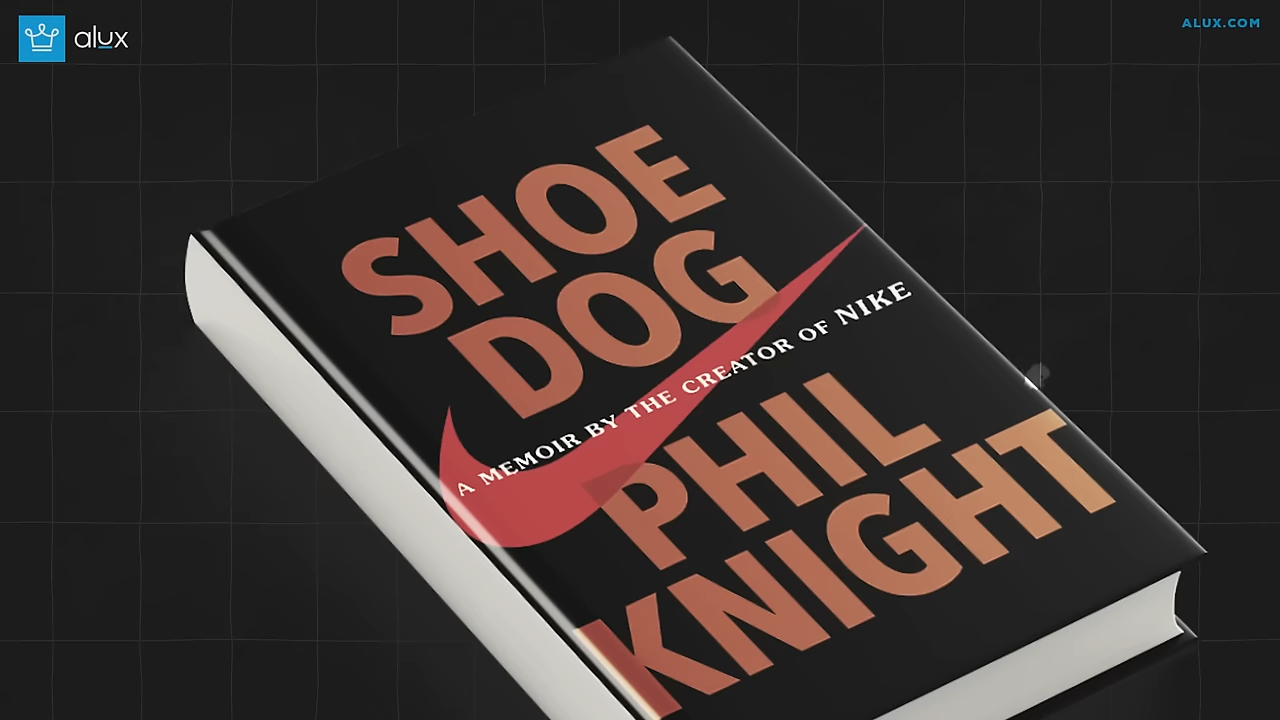 alux
ALUX.COM
SHOE
DOG
A MEMOIR BY THE CREATOR OF NIKE
PHIL
KNIGHT